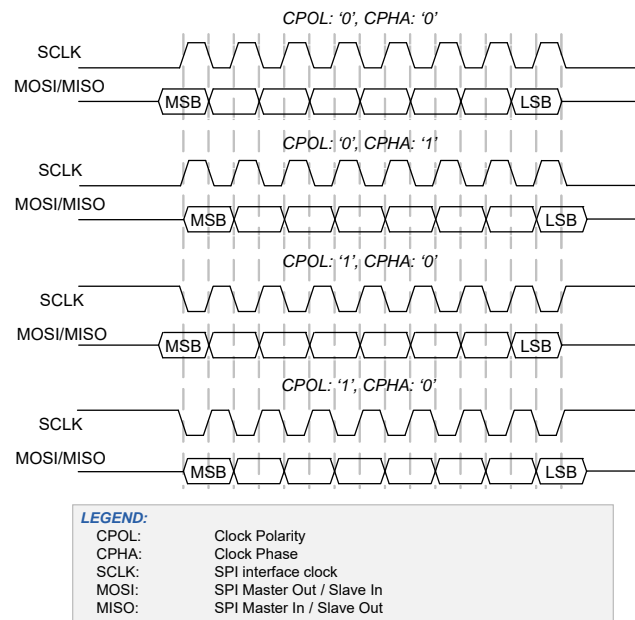 CPOL: ‘0’, CPHA: ‘0’
SCLK
MOSI/MISO
MSB LSB
CPOL: ‘0’, CPHA: ‘1’
SCLK
MOSI/MISO
MSB LSB
CPOL: ‘1’, CPHA: ‘0’
SCLK
MOSI/MISO
MSB LSB
CPOL: ‘1’, CPHA: ‘0’
SCLK
MOSI/MISO
MSB LSB
LEGEND:
CPOL: Clock Polarity
CPHA: Clock Phase
SCLK: SPI interface clock
MOSI: SPI Master Out / Slave In
MISO: SPI Master In / Slave Out